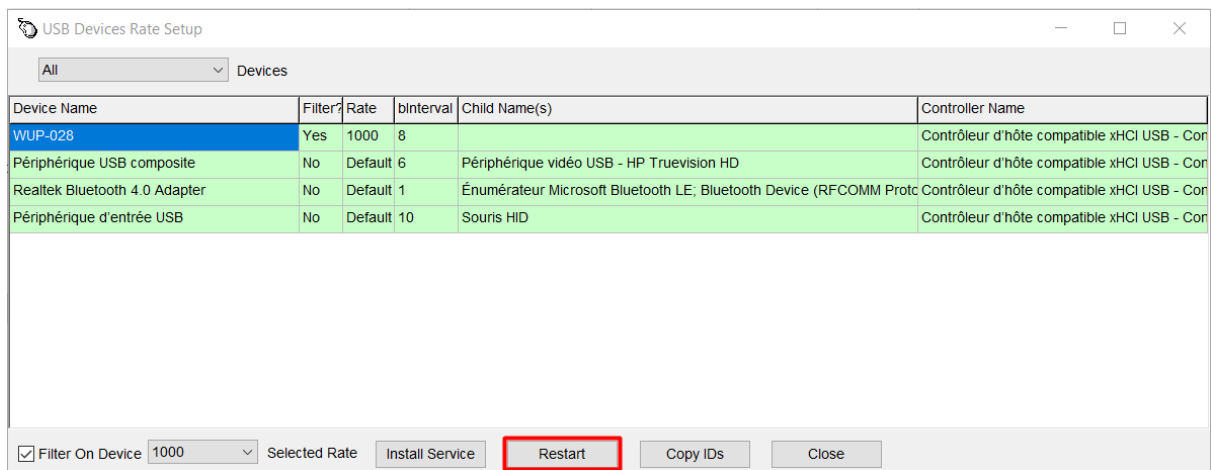 USB Devices Rate Setup
All Devices
Device Name Filter? Rate bInterval Child Name(s) Controller Name
WUP-028 Yes 1000 8 Contrôleur d'hôte compatible xHCI USB - Con
Périphérique USB composite No Default 6 Périphérique vidéo USB - HP Truevision HD Contrôleur d'hôte compatible xHCI USB - Con
Realtek Bluetooth 4.0 Adapter No Default 1 Énumérateur Microsoft Bluetooth LE; Bluetooth Device (RFCOMM Protc Contrôleur d'hôte compatible xHCI USB - Con
Périphérique d'entrée USB No Default 10 Souris HID Contrôleur d'hôte compatible xHCI USB - Con
Filter On Device 1000 Selected Rate Install Service Restart Copy IDs Close